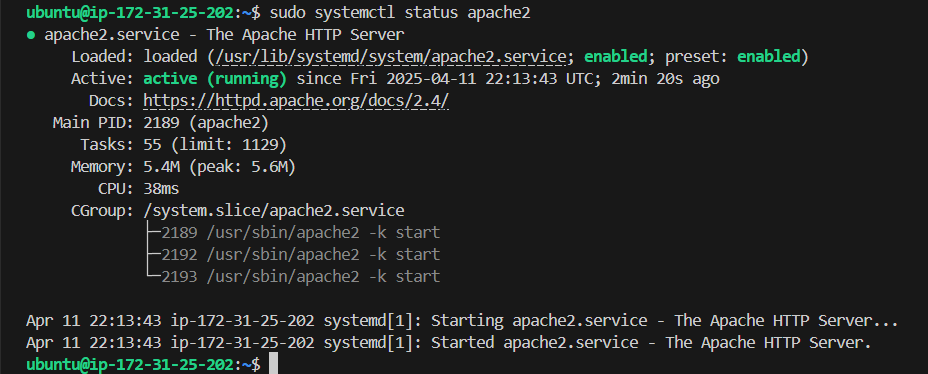 ubuntu@ip-172-31-25-202:~$ sudo systemctl status apache2
● apache2.service - The Apache HTTP Server
Loaded: loaded (/usr/lib/systemd/system/apache2.service; enabled; preset: enabled)
Active: active (running) since Fri 2025-04-11 22:13:43 UTC; 2min 20s ago
Docs: https://httpd.apache.org/docs/2.4/
Main PID: 2189 (apache2)
Tasks: 55 (limit: 1129)
Memory: 5.4M (peak: 5.6M)
CPU: 38ms
CGroup: /system.slice/apache2.service
├─2189 /usr/sbin/apache2 -k start
├─2192 /usr/sbin/apache2 -k start
└─2193 /usr/sbin/apache2 -k start
Apr 11 22:13:43 ip-172-31-25-202 systemd[1]: Starting apache2.service - The Apache HTTP Server...
Apr 11 22:13:43 ip-172-31-25-202 systemd[1]: Started apache2.service - The Apache HTTP Server.
ubuntu@ip-172-31-25-202:~$